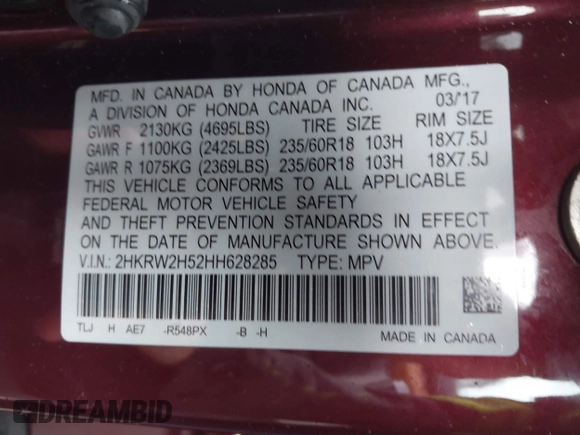 MFD. IN CANADA BY HONDA OF CANADA MFG.,
A DIVISION OF HONDA CANADA INC. 03/17
GVWR 2130KG (4695LBS) TIRE SIZE RIM SIZE
GAWR F 1100KG (2425LBS) 235/60R18 103H 18X7.5J
GAWR R 1075KG (2369LBS) 235/60R18 103H 18X7.5J
THIS VEHICLE CONFORMS TO ALL APPLICABLE
FEDERAL MOTOR VEHICLE SAFETY
AND THEFT PREVENTION STANDARDS IN EFFECT
ON THE DATE OF MANUFACTURE SHOWN ABOVE.
V.I.N.: 2HKRW2H52HH628285 TYPE: MPV
TLJ H AE7 -R548PX -B -H
MADE IN CANADA
DREAMBID